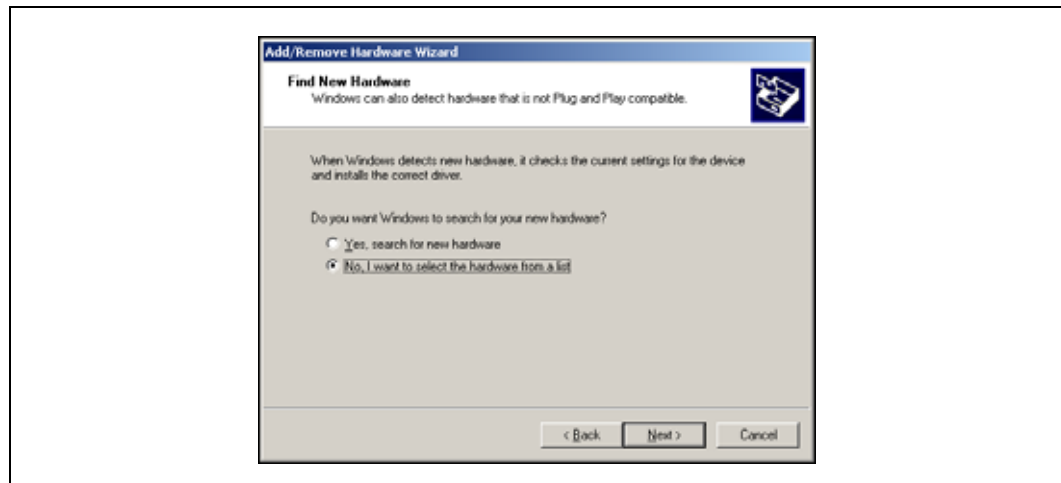 Add/Remove Hardware Wizard
Find New Hardware
Windows can also detect hardware that is not Plug and Play compatible.
When Windows detects new hardware, it checks the current settings for the device
and installs the correct driver.
Do you want Windows to search for your new hardware?
Yes, search for new hardware
No, I want to select the hardware from a list
< Back Next > Cancel